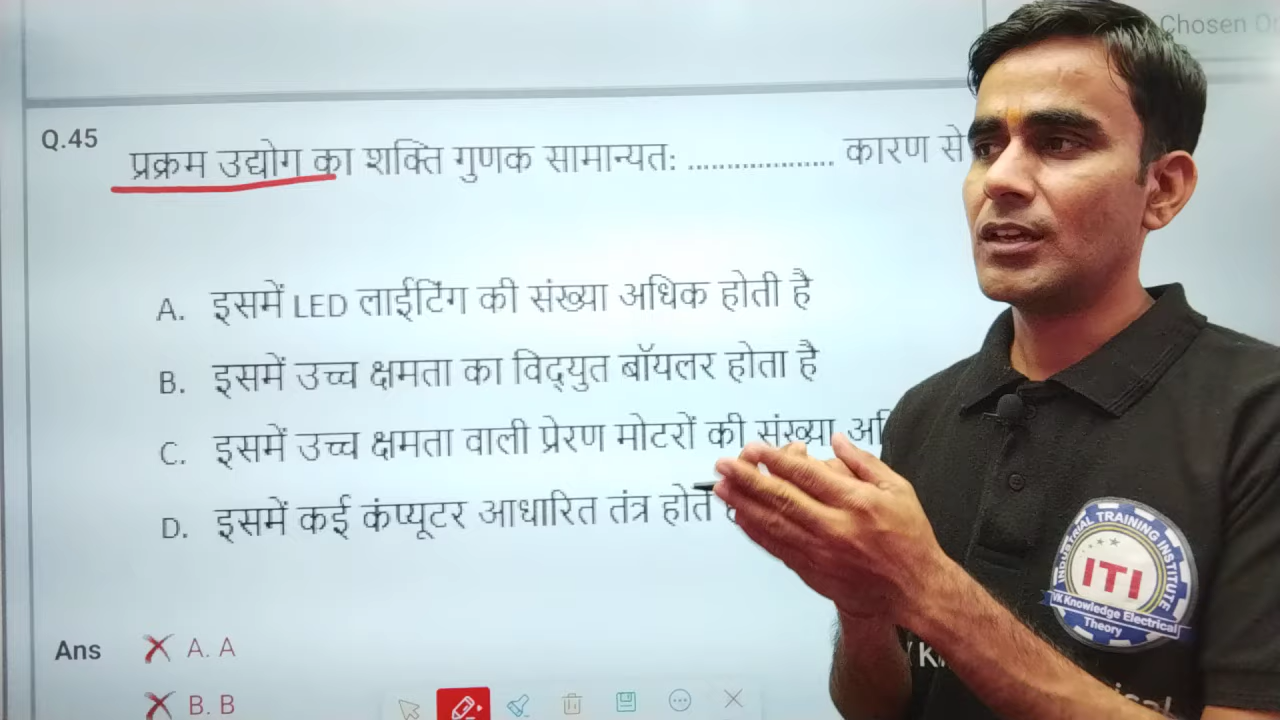 Chosen
Q.45
प्रक्रम उद्योग का शक्ति गुणक सामान्यत: ................... कारण से
A. इसमें LED लाईटिंग की संख्या अधिक होती है
B. इसमें उच्च क्षमता का विद्युत बॉयलर होता है
C. इसमें उच्च क्षमता वाली प्रेरण मोटरों की संख्या
D. इसमें कई कंप्यूटर आधारित तंत्र होते
Ans
A. A
B. B
INDUSTRIAL TRAINING INSTITUTE
ITI
VK Knowledge Electrical
Theory